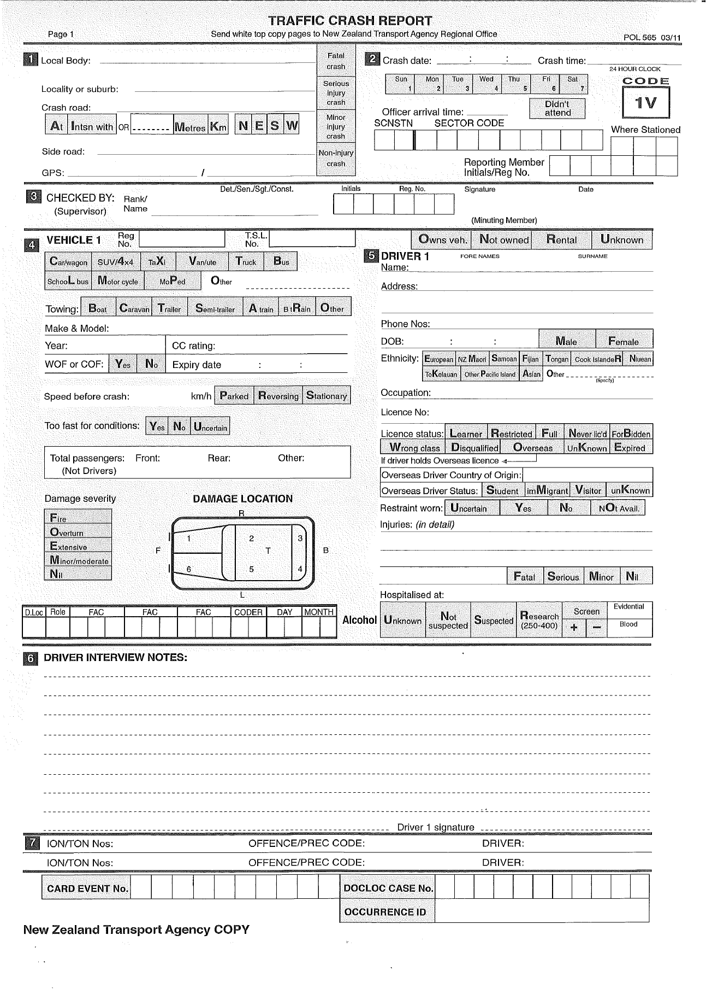 TRAFFIC CRASH REPORT
Page 1
Send white top copy pages to New Zealand Transport Agency Regional Office
POL 565 03/11
1 Local Body:
Locality or suburb:
Crash road:
At Intsn with OR -------- Metres Km N E S W
Side road:
GPS: /
Fatal crash
Serious injury crash
Minor injury crash
Non-injury crash
2 Crash date: : : Crash time:
24 HOUR CLOCK
Sun 1 Mon 2 Tue 3 Wed 4 Thu 5 Fri 6 Sat 7
CODE
1V
Officer arrival time:
Didn't attend
SCNSTN SECTOR CODE
Where Stationed
Reporting Member
Initials/Reg No.
3 CHECKED BY: Rank/
(Supervisor) Name
Det./Sen./Sgt./Const. Initials Reg. No. Signature Date
(Minuting Member)
4 VEHICLE 1 Reg No. T.S.L. No.
Car/wagon SUV/4x4 TaXi Van/ute Truck Bus
SchooL bus Motor cycle MoPed Other
Towing: Boat Caravan Trailer Semi-trailer A train B tRain Other
Make & Model:
Year: CC rating:
WOF or COF: Yes No Expiry date : :
Speed before crash: km/h Parked Reversing Stationary
Too fast for conditions: Yes No Uncertain
Total passengers: Front: Rear: Other:
(Not Drivers)
Damage severity
Fire
Overturn
Extensive
Minor/moderate
Nil
DAMAGE LOCATION
R
1 2 3
F T B
6 5 4
L
D.Loc Role FAC FAC FAC CODER DAY MONTH
Owns veh. Not owned Rental Unknown
5 DRIVER 1 FORE NAMES SURNAME
Name:
Address:
Phone Nos:
DOB: : : Male Female
Ethnicity: European NZ Maori Samoan Fijian Tongan Cook IslandeR Niuean
ToKelauan Other Pacific Island Asian Other
(Specify)
Occupation:
Licence No:
Licence status: Learner Restricted Full Never lic'd ForBidden
Wrong class Disqualified Overseas UnKnown Expired
If driver holds Overseas licence
Overseas Driver Country of Origin:
Overseas Driver Status: Student imMigrant Visitor unKnown
Restraint worn: Uncertain Yes No NOt Avail.
Injuries: (in detail)
Fatal Serious Minor Nil
Hospitalised at:
Alcohol Unknown Not suspected Suspected Research (250-400) Screen + − Evidential Blood
6 DRIVER INTERVIEW NOTES:
Driver 1 signature
7 ION/TON Nos: OFFENCE/PREC CODE: DRIVER:
ION/TON Nos: OFFENCE/PREC CODE: DRIVER:
CARD EVENT No. DOCLOC CASE No.
OCCURRENCE ID
New Zealand Transport Agency COPY